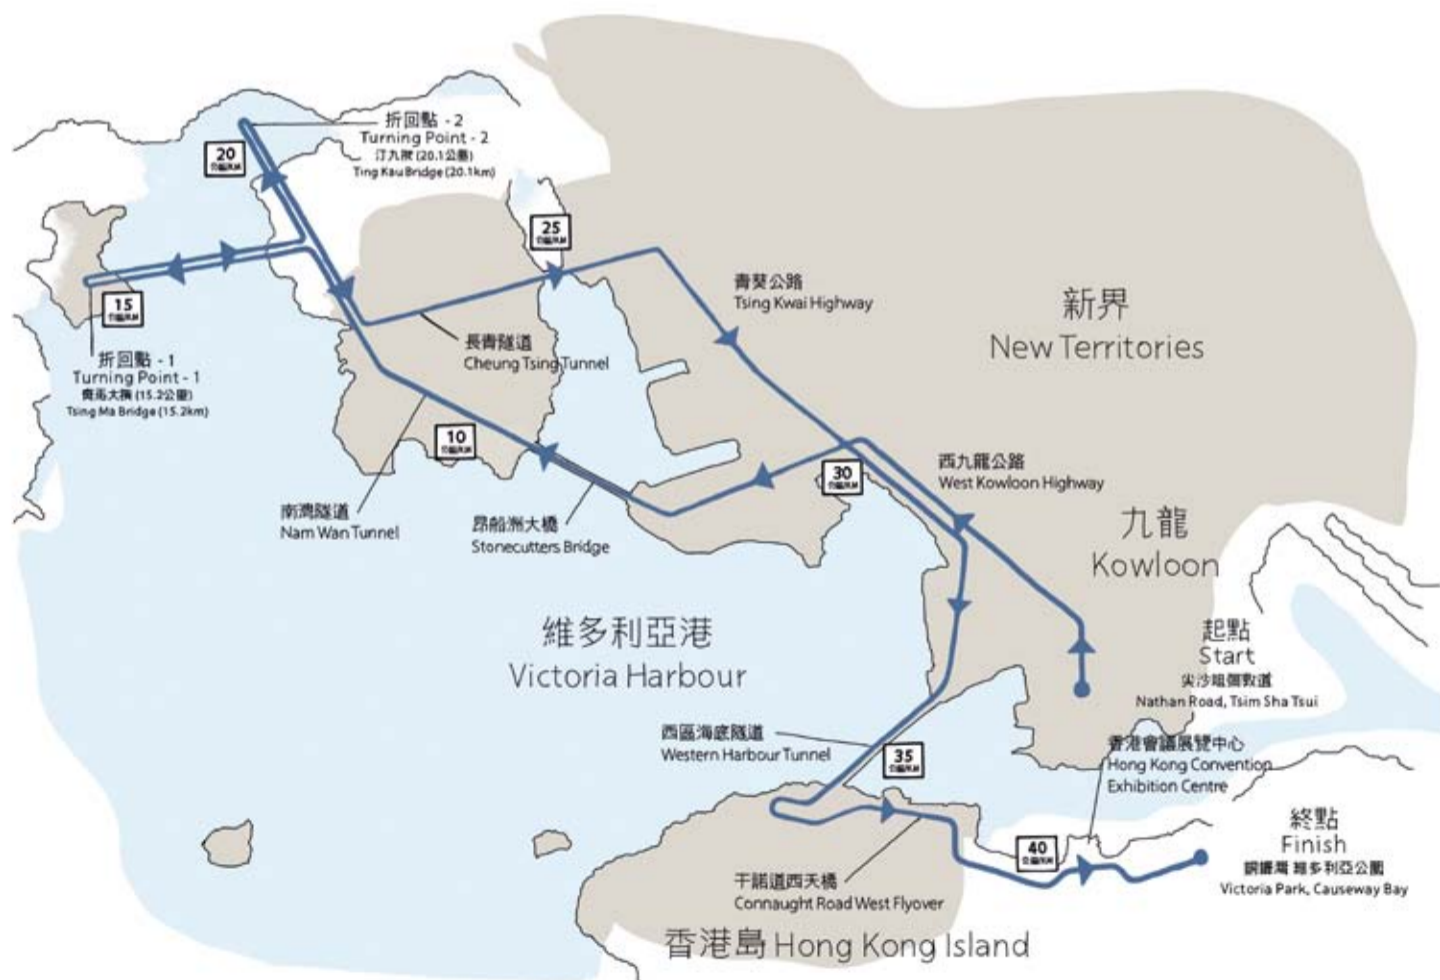 折回點 - 2
Turning Point - 2
汀九橋 (20.1公里)
Ting Kau Bridge (20.1km)
20
25
15
折回點 - 1
Turning Point - 1
青馬大橋 (15.2公里)
Tsing Ma Bridge (15.2km)
長青隧道
Cheung Tsing Tunnel
青葵公路
Tsing Kwai Highway
新界
New Territories
10
30
西九龍公路
West Kowloon Highway
南灣隧道
Nam Wan Tunnel
昂船洲大橋
Stonecutters Bridge
九龍
Kowloon
維多利亞港
Victoria Harbour
起點
Start
尖沙咀彌敦道
Nathan Road, Tsim Sha Tsui
西區海底隧道
Western Harbour Tunnel
35
香港會議展覽中心
Hong Kong Convention
Exhibition Centre
40
終點
Finish
銅鑼灣 維多利亞公園
Victoria Park, Causeway Bay
干諾道西天橋
Connaught Road West Flyover
香港島 Hong Kong Island